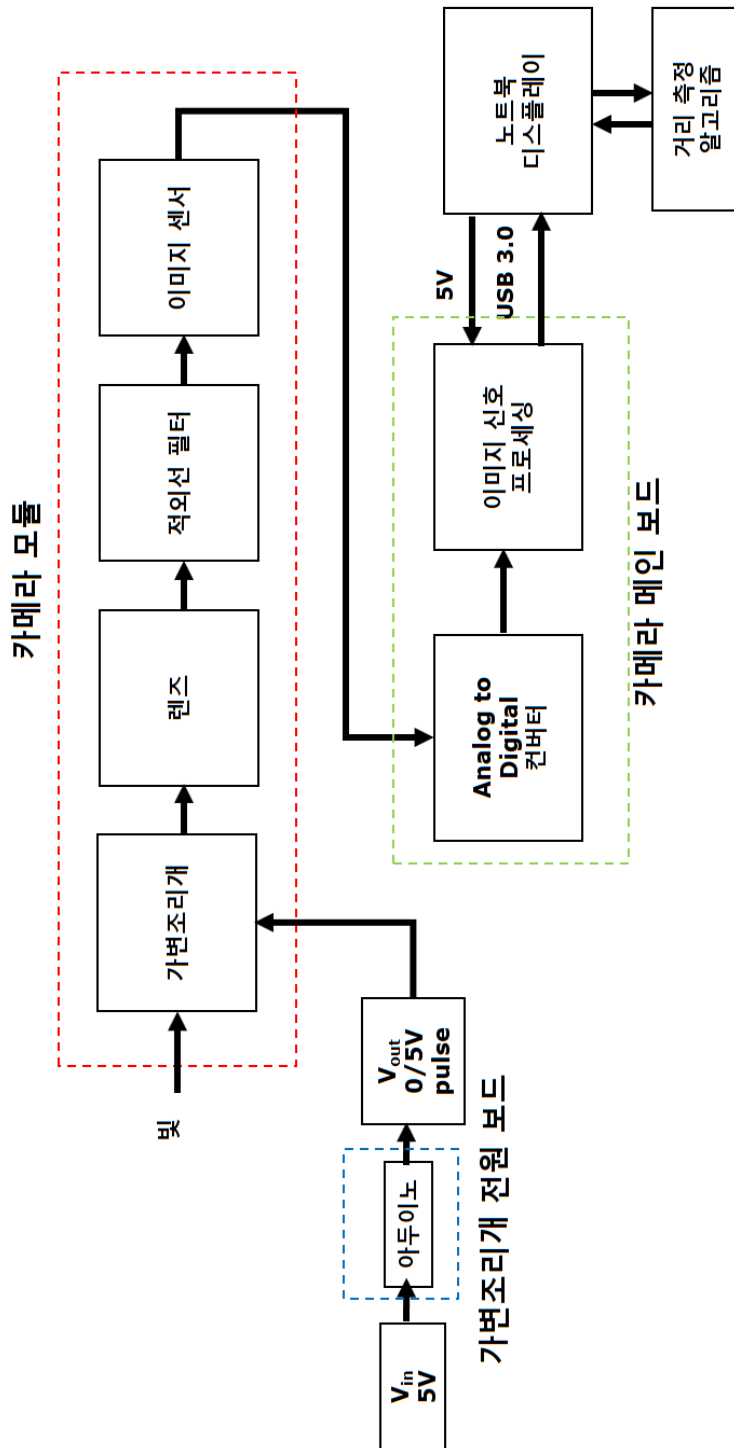 카메라 모듈
빛
가변조리개
렌즈
적외선 필터
이미지 센서
V_in
5V
아두이노
V_out
0/5V
pulse
가변조리개 전원 보드
Analog to
Digital
컨버터
이미지 신호
프로세싱
카메라 메인 보드
5V
USB 3.0
노트북
디스플레이
거리 측정
알고리즘